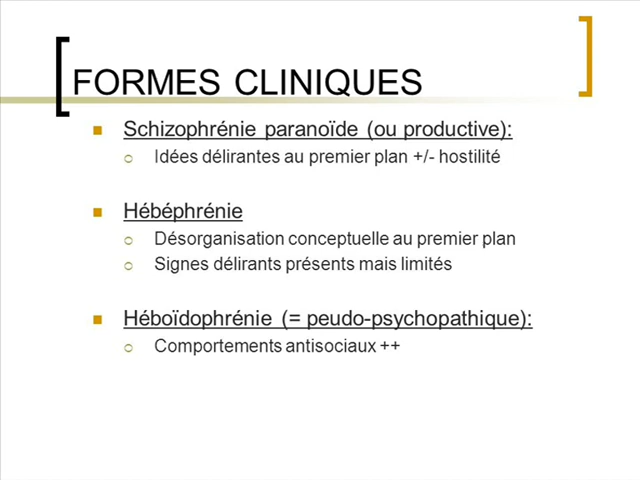 FORMES CLINIQUES
Schizophrénie paranoïde (ou productive):
Idées délirantes au premier plan +/- hostilité
Hébéphrénie
Désorganisation conceptuelle au premier plan
Signes délirants présents mais limités
Héboïdophrénie (= peudo-psychopathique):
Comportements antisociaux ++